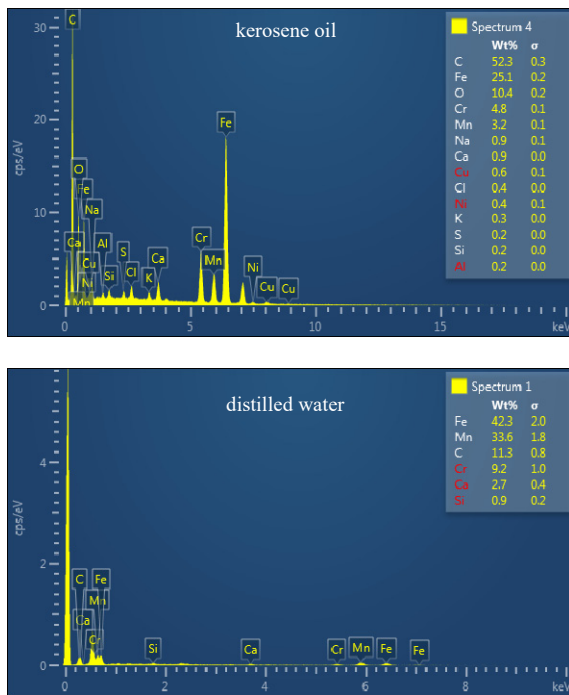 kerosene oil
Spectrum 4
Wt% σ
C 52.3 0.3
Fe 25.1 0.2
O 10.4 0.2
Cr 4.8 0.1
Mn 3.2 0.1
Na 0.9 0.1
Ca 0.9 0.0
Cu 0.6 0.1
Cl 0.4 0.0
Ni 0.4 0.1
K 0.3 0.0
S 0.2 0.0
Si 0.2 0.0
Al 0.2 0.0
cps/eV
30
20
10
0
C
O
Fe
Na
Ca
Cu
Ni
Mn
Al
Si
S
Cl
K
Ca
Cr
Mn
Fe
Ni
Cu
Cu
0 5 10 15 keV
distilled water
Spectrum 1
Wt% σ
Fe 42.3 2.0
Mn 33.6 1.8
C 11.3 0.8
Cr 9.2 1.0
Ca 2.7 0.4
Si 0.9 0.2
cps/eV
4
2
0
C
Fe
Mn
Ca
Cr
Si
Ca
Cr
Mn
Fe
Fe
0 2 4 6 8 keV